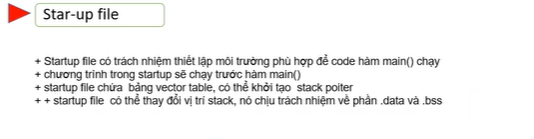 Star-up file
+ Startup file có trách nhiệm thiết lập môi trường phù hợp để code hàm main() chạy
+ chương trình trong startup sẽ chạy trước hàm main()
+ startup file chứa bảng vector table, có thể khởi tạo stack poiter
+ + startup file có thể thay đổi vị trí stack, nó chịu trách nhiệm về phần .data và .bss